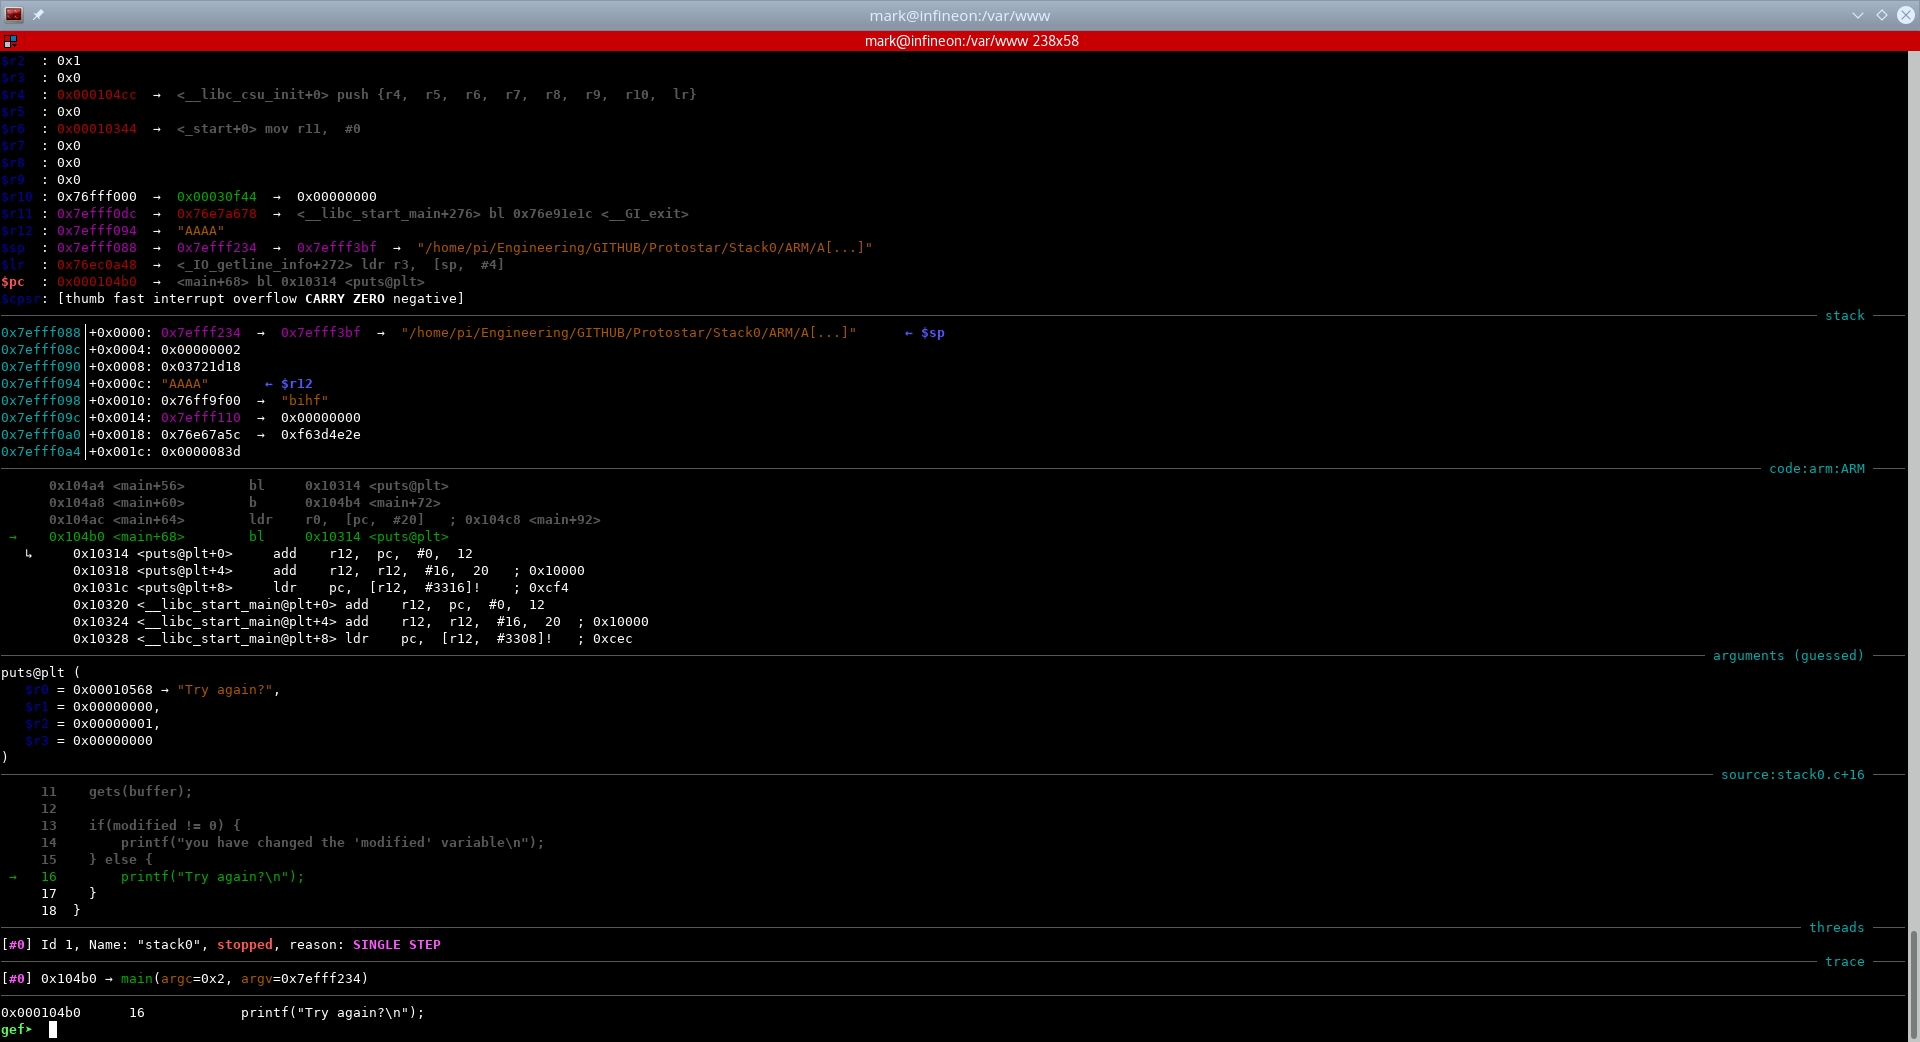 mark@infineon:/var/www
mark@infineon:/var/www 238x58
$r2  : 0x1
$r3  : 0x0
$r4  : 0x000104cc  →  <__libc_csu_init+0> push {r4,  r5,  r6,  r7,  r8,  r9,  r10,  lr}
$r5  : 0x0
$r6  : 0x00010344  →  <_start+0> mov r11,  #0
$r7  : 0x0
$r8  : 0x0
$r9  : 0x0
$r10 : 0x76fff000  →  0x00030f44  →  0x00000000
$r11 : 0x7efff0dc  →  0x76e7a678  →  <__libc_start_main+276> bl 0x76e91e1c <__GI_exit>
$r12 : 0x7efff094  →  "AAAA"
$sp  : 0x7efff088  →  0x7efff234  →  0x7efff3bf  →  "/home/pi/Engineering/GITHUB/Protostar/Stack0/ARM/A[...]"
$lr  : 0x76ec0a48  →  <_IO_getline_info+272> ldr r3,  [sp,  #4]
$pc  : 0x000104b0  →  <main+68> bl 0x10314 <puts@plt>
$cpsr: [thumb fast interrupt overflow CARRY ZERO negative]
stack
0x7efff088│+0x0000: 0x7efff234  →  0x7efff3bf  →  "/home/pi/Engineering/GITHUB/Protostar/Stack0/ARM/A[...]"      ← $sp
0x7efff08c│+0x0004: 0x00000002
0x7efff090│+0x0008: 0x03721d18
0x7efff094│+0x000c: "AAAA"       ← $r12
0x7efff098│+0x0010: 0x76ff9f00  →  "bihf"
0x7efff09c│+0x0014: 0x7efff110  →  0x00000000
0x7efff0a0│+0x0018: 0x76e67a5c  →  0xf63d4e2e
0x7efff0a4│+0x001c: 0x0000083d
code:arm:ARM
0x104a4 <main+56>        bl     0x10314 <puts@plt>
0x104a8 <main+60>        b      0x104b4 <main+72>
0x104ac <main+64>        ldr    r0,  [pc,  #20]   ; 0x104c8 <main+92>
→    0x104b0 <main+68>        bl     0x10314 <puts@plt>
↳     0x10314 <puts@plt+0>     add    r12,  pc,  #0,  12
0x10318 <puts@plt+4>     add    r12,  r12,  #16,  20   ; 0x10000
0x1031c <puts@plt+8>     ldr    pc,  [r12,  #3316]!    ; 0xcf4
0x10320 <__libc_start_main@plt+0> add    r12,  pc,  #0,  12
0x10324 <__libc_start_main@plt+4> add    r12,  r12,  #16,  20  ; 0x10000
0x10328 <__libc_start_main@plt+8> ldr    pc,  [r12,  #3308]!   ; 0xcec
arguments (guessed)
puts@plt (
$r0 = 0x00010568 → "Try again?",
$r1 = 0x00000000,
$r2 = 0x00000001,
$r3 = 0x00000000
)
source:stack0.c+16
11    gets(buffer);
12
13    if(modified != 0) {
14        printf("you have changed the 'modified' variable\n");
15    } else {
→   16        printf("Try again?\n");
17    }
18  }
threads
[#0] Id 1, Name: "stack0", stopped, reason: SINGLE STEP
trace
[#0] 0x104b0 → main(argc=0x2, argv=0x7efff234)
0x000104b0      16            printf("Try again?\n");
gef➤